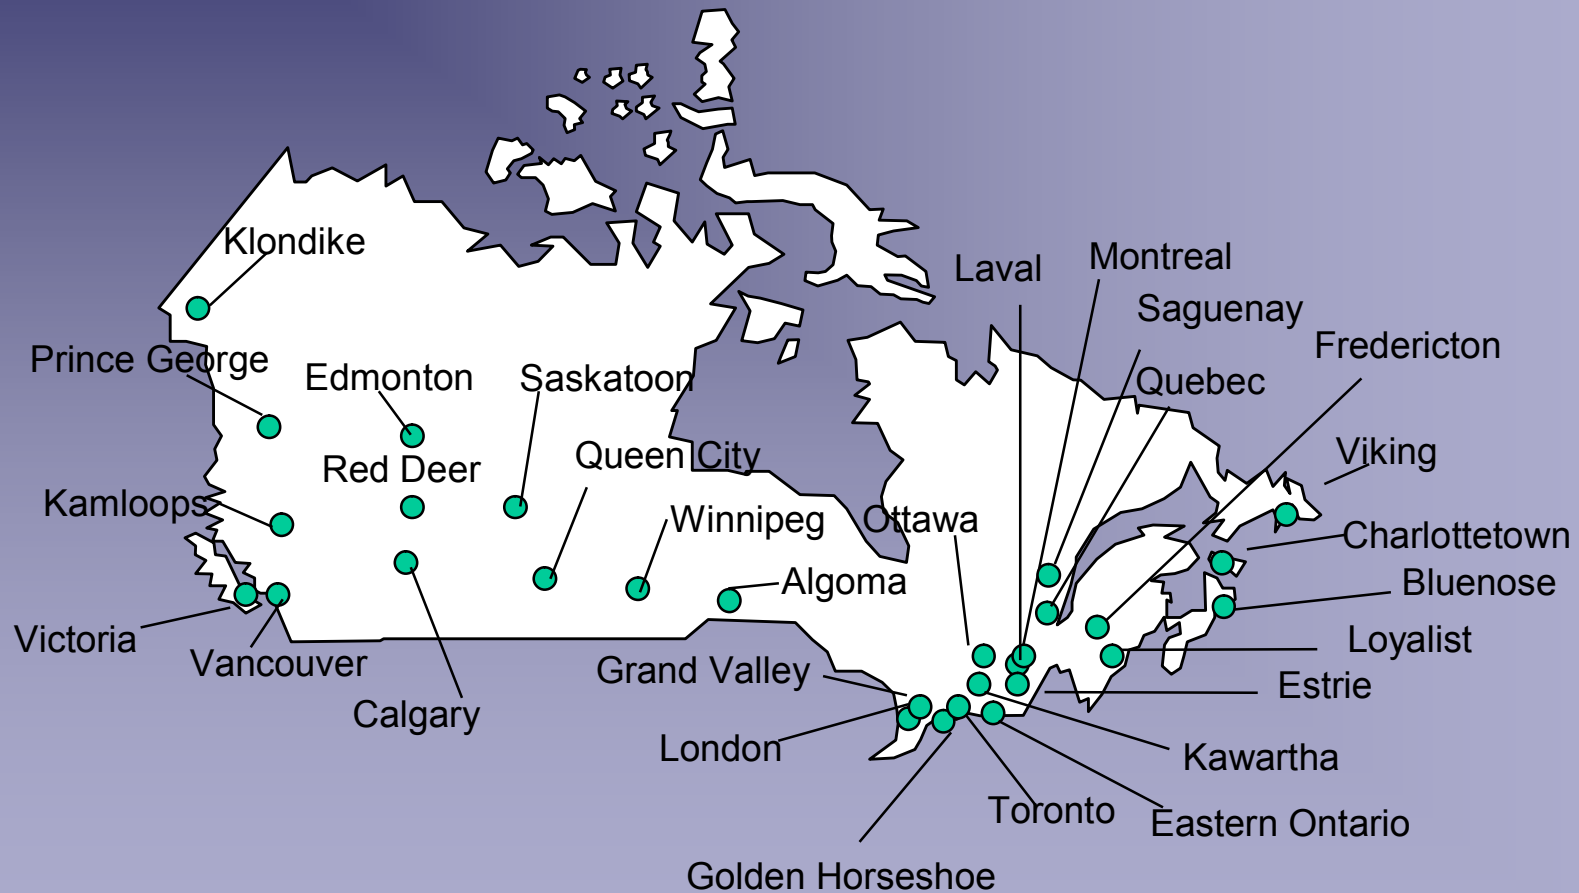 Klondike
Laval
Montreal
Saguenay
Fredericton
Prince George
Edmonton
Saskatoon
Quebec
Red Deer
Queen City
Viking
Kamloops
Winnipeg
Ottawa
Charlottetown
Algoma
Bluenose
Victoria
Vancouver
Loyalist
Grand Valley
Estrie
Calgary
London
Kawartha
Toronto
Eastern Ontario
Golden Horseshoe